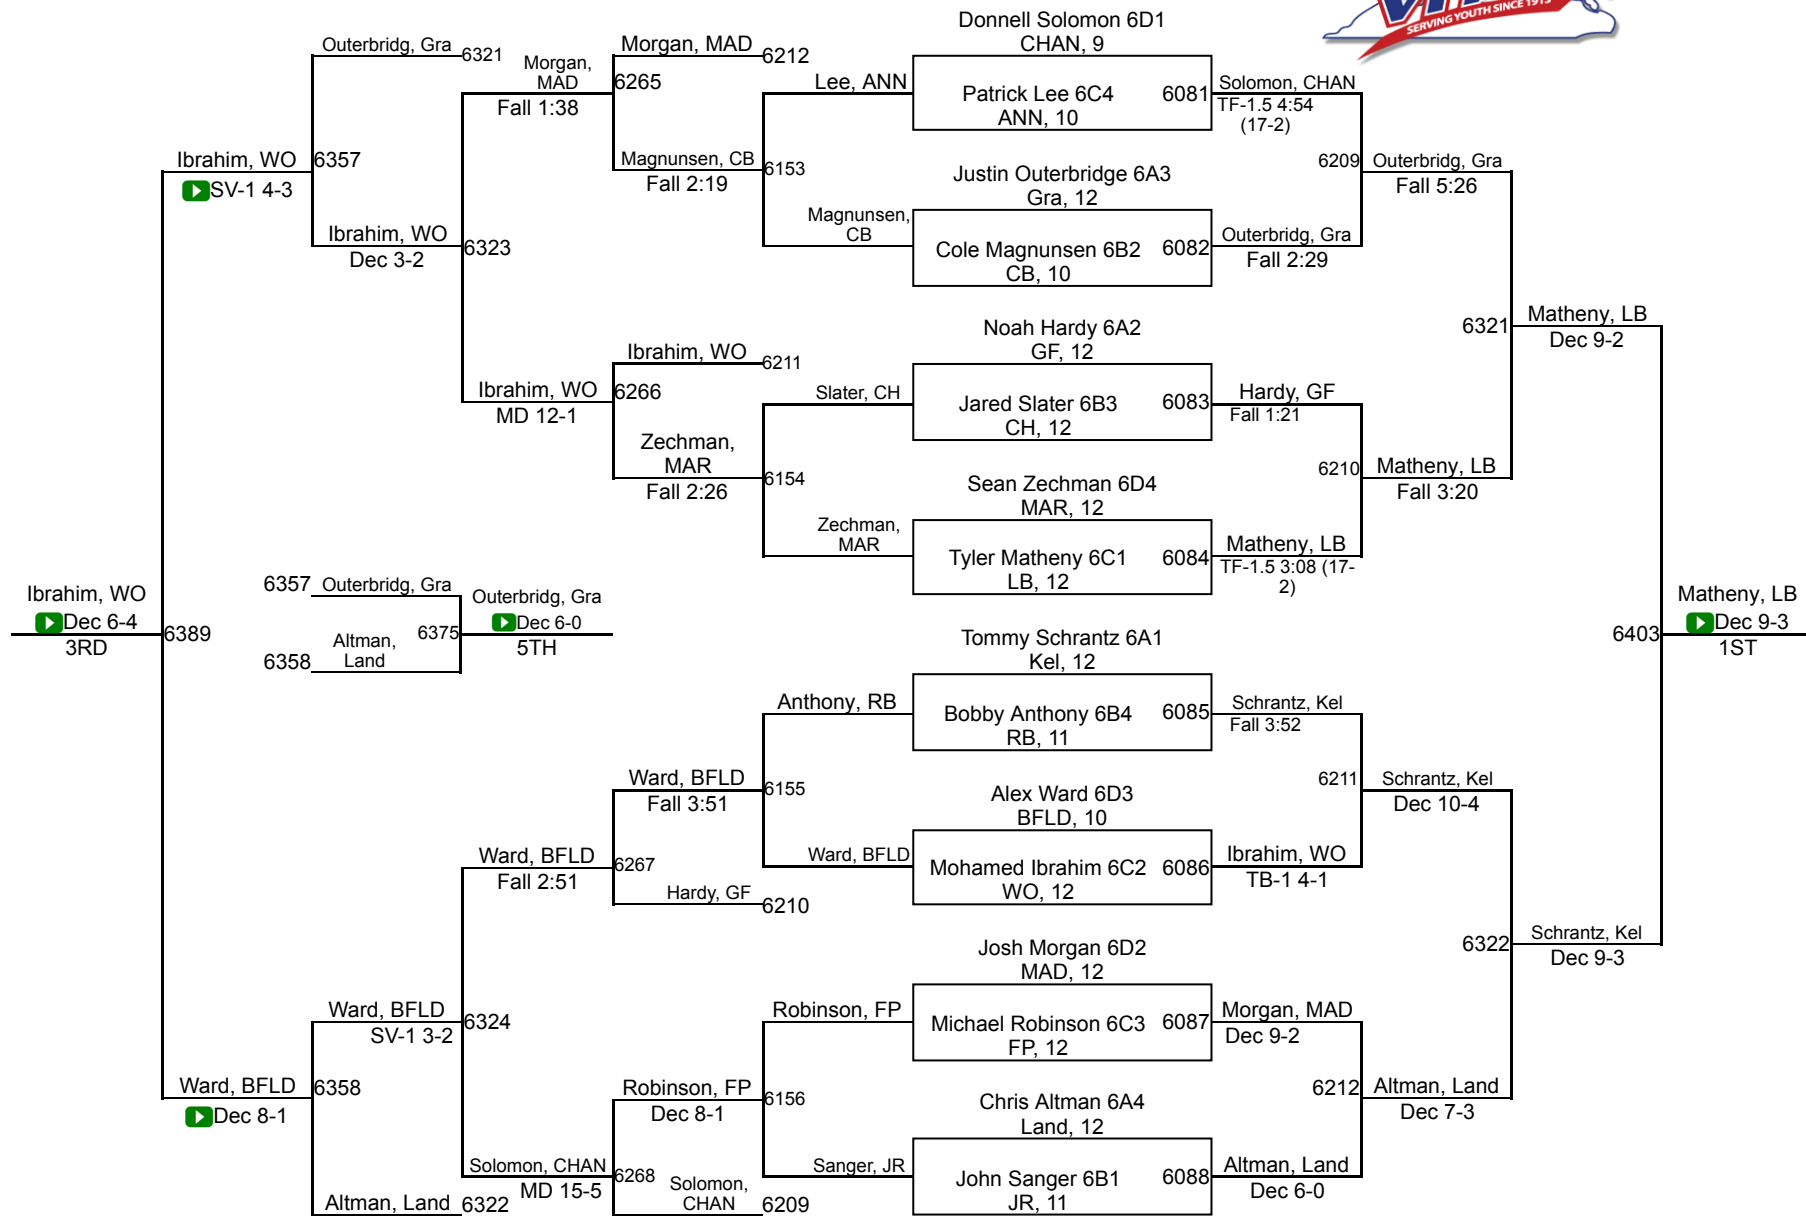 SERVING YOUTH SINCE 1913
Donnell Solomon 6D1
CHAN, 9
Patrick Lee 6C4
ANN, 10
6081
Justin Outerbridge 6A3
Gra, 12
Cole Magnunsen 6B2
CB, 10
6082
Noah Hardy 6A2
GF, 12
Jared Slater 6B3
CH, 12
6083
Sean Zechman 6D4
MAR, 12
Tyler Matheny 6C1
LB, 12
6084
Tommy Schrantz 6A1
Kel, 12
Bobby Anthony 6B4
RB, 11
6085
Alex Ward 6D3
BFLD, 10
Mohamed Ibrahim 6C2
WO, 12
6086
Josh Morgan 6D2
MAD, 12
Michael Robinson 6C3
FP, 12
6087
Chris Altman 6A4
Land, 12
John Sanger 6B1
JR, 11
6088
Solomon, CHAN
TF-1.5 4:54
(17-2)
6209
Outerbridg, Gra
Fall 2:29
Outerbridg, Gra
Fall 5:26
Hardy, GF
Fall 1:21
6210
Matheny, LB
TF-1.5 3:08 (17-
2)
Matheny, LB
Fall 3:20
6321
Matheny, LB
Dec 9-2
Schrantz, Kel
Fall 3:52
6211
Ibrahim, WO
TB-1 4-1
Schrantz, Kel
Dec 10-4
Morgan, MAD
Dec 9-2
6212
Altman, Land
Dec 6-0
Altman, Land
Dec 7-3
6322
Schrantz, Kel
Dec 9-3
6403
Matheny, LB
Dec 9-3
1ST
Lee, ANN
6153
Magnunsen,
CB
Morgan, MAD
6212
6265
Magnunsen, CB
Fall 2:19
Morgan,
MAD
Fall 1:38
Slater, CH
6154
Zechman,
MAR
Ibrahim, WO
6211
6266
Zechman,
MAR
Fall 2:26
Ibrahim, WO
MD 12-1
6323
Outerbridg, Gra
6321
6357
Ibrahim, WO
Dec 3-2
Ibrahim, WO
SV-1 4-3
6357
Outerbridg, Gra
6358
Altman,
Land
6375
Outerbridg, Gra
Dec 6-0
5TH
Ibrahim, WO
Dec 6-4
3RD
6389
Anthony, RB
6155
Ward, BFLD
Ward, BFLD
Fall 3:51
6267
Hardy, GF
6210
Ward, BFLD
Fall 2:51
6324
Robinson, FP
6156
Sanger, JR
Robinson, FP
Dec 8-1
6268
Solomon,
CHAN
6209
Solomon, CHAN
MD 15-5
Ward, BFLD
SV-1 3-2
6358
Altman, Land
6322
Ward, BFLD
Dec 8-1